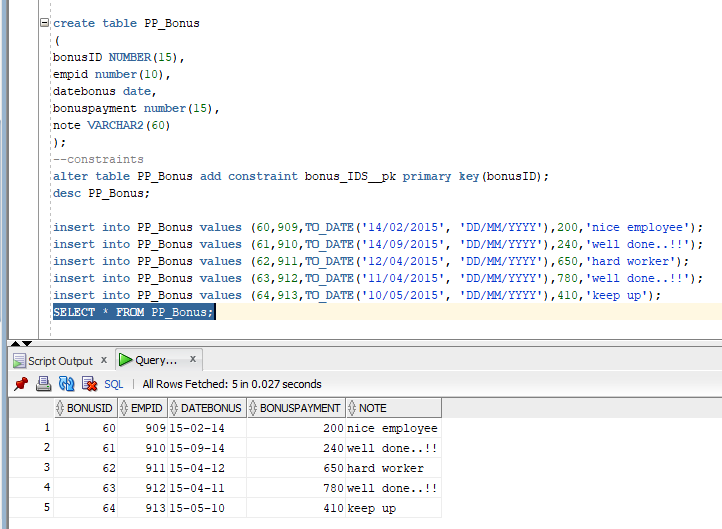 create table PP_Bonus
(
bonusID NUMBER(15),
empid number(10),
datebonus date,
bonuspayment number(15),
note VARCHAR2(60)
);
--constraints
alter table PP_Bonus add constraint bonus_IDS__pk primary key(bonusID);
desc PP_Bonus;
insert into PP_Bonus values (60,909,TO_DATE('14/02/2015', 'DD/MM/YYYY'),200,'nice employee');
insert into PP_Bonus values (61,910,TO_DATE('14/09/2015', 'DD/MM/YYYY'),240,'well done..!!');
insert into PP_Bonus values (62,911,TO_DATE('12/04/2015', 'DD/MM/YYYY'),650,'hard worker');
insert into PP_Bonus values (63,912,TO_DATE('11/04/2015', 'DD/MM/YYYY'),780,'well done..!!');
insert into PP_Bonus values (64,913,TO_DATE('10/05/2015', 'DD/MM/YYYY'),410,'keep up');
SELECT * FROM PP_Bonus;
Script Output x Query... x
SQL | All Rows Fetched: 5 in 0.027 seconds
BONUSID EMPID DATEBONUS BONUSPAYMENT NOTE
1 60 909 15-02-14 200 nice employee
2 61 910 15-09-14 240 well done..!!
3 62 911 15-04-12 650 hard worker
4 63 912 15-04-11 780 well done..!!
5 64 913 15-05-10 410 keep up